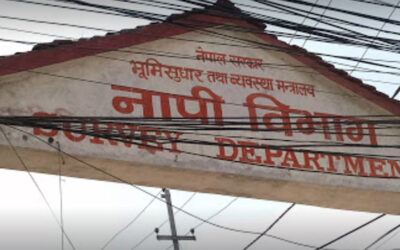 नेपाल सरकार
भूमिसुधार तथा व्यवस्था मन्त्रालय
नापी विभाग
SURVEY DEPARTMEN